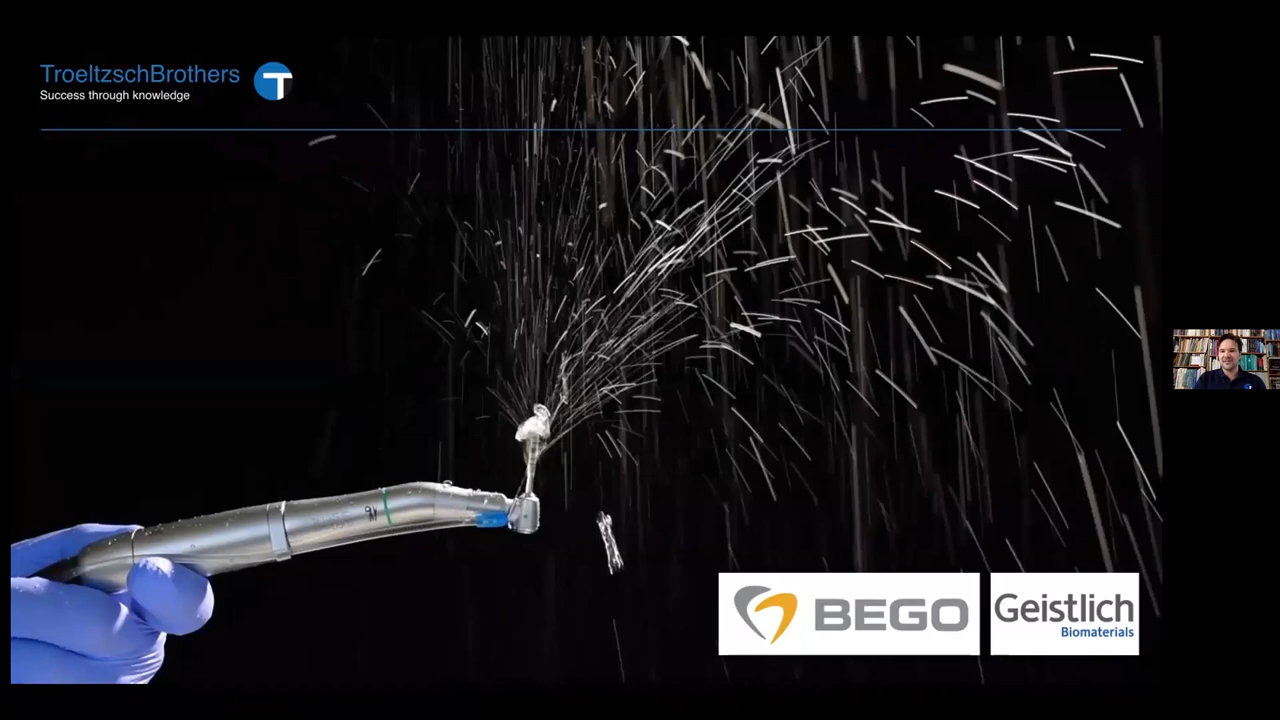 TroeltzschBrothers
Success through knowledge
T
BEGO
Geistlich
Biomaterials